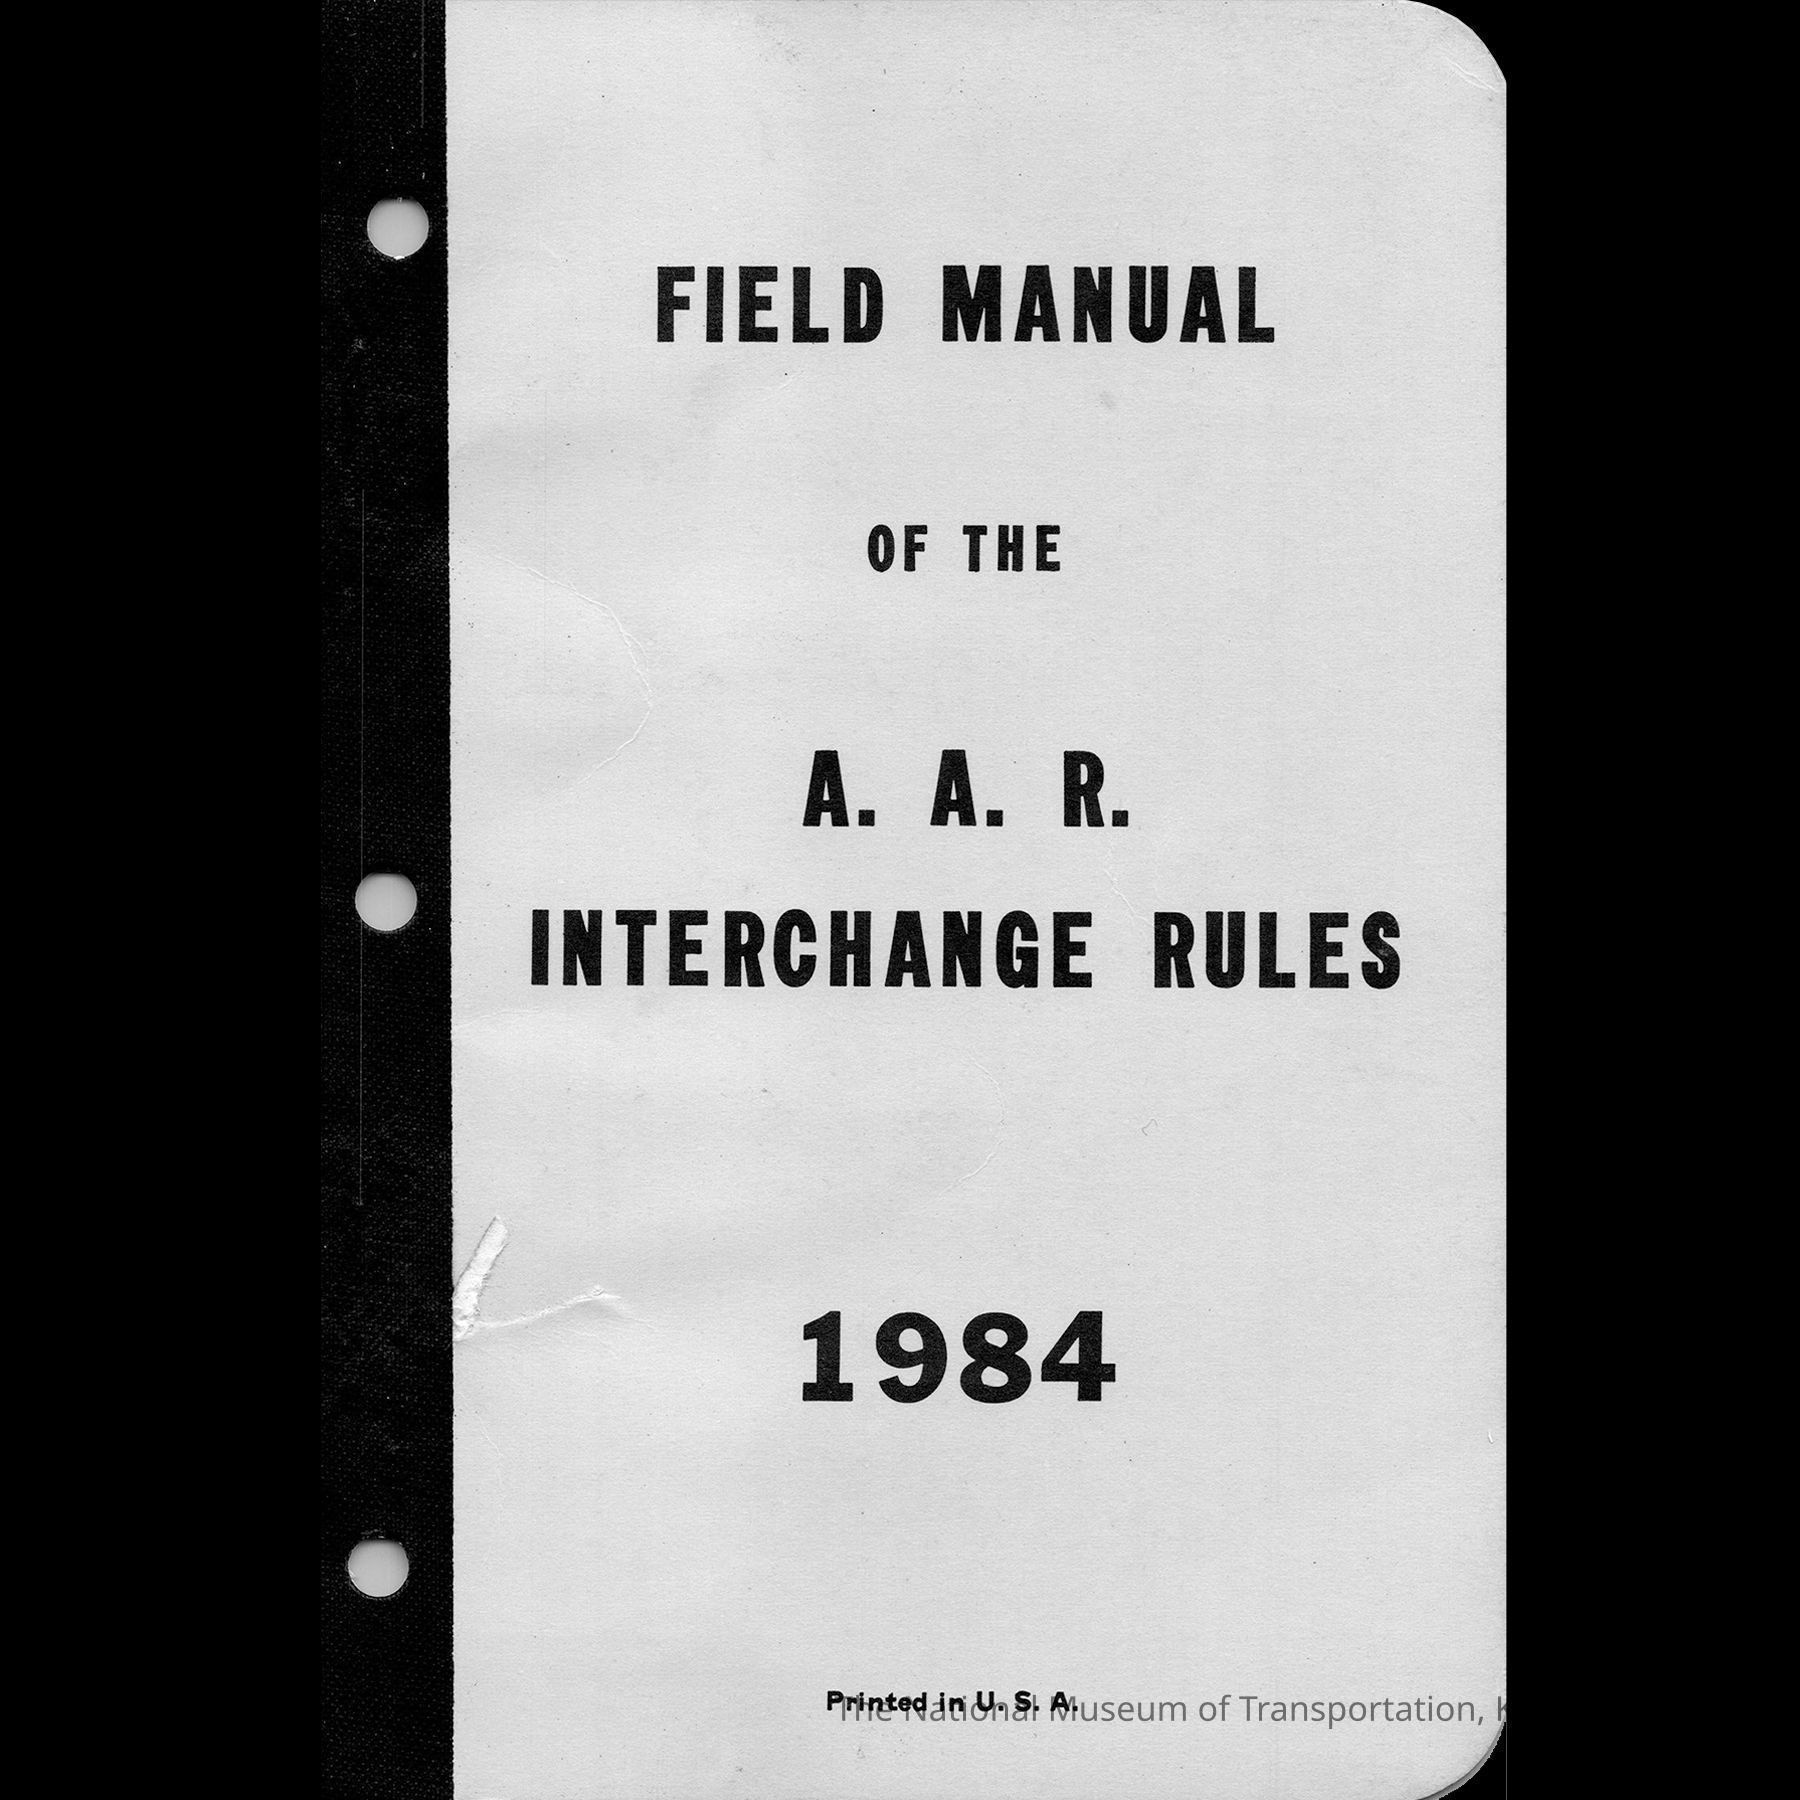 FIELD MANUAL
OF THE
A. A. R.
INTERCHANGE RULES
1984
Printed in U. S. A.
The National Museum of Transportation,